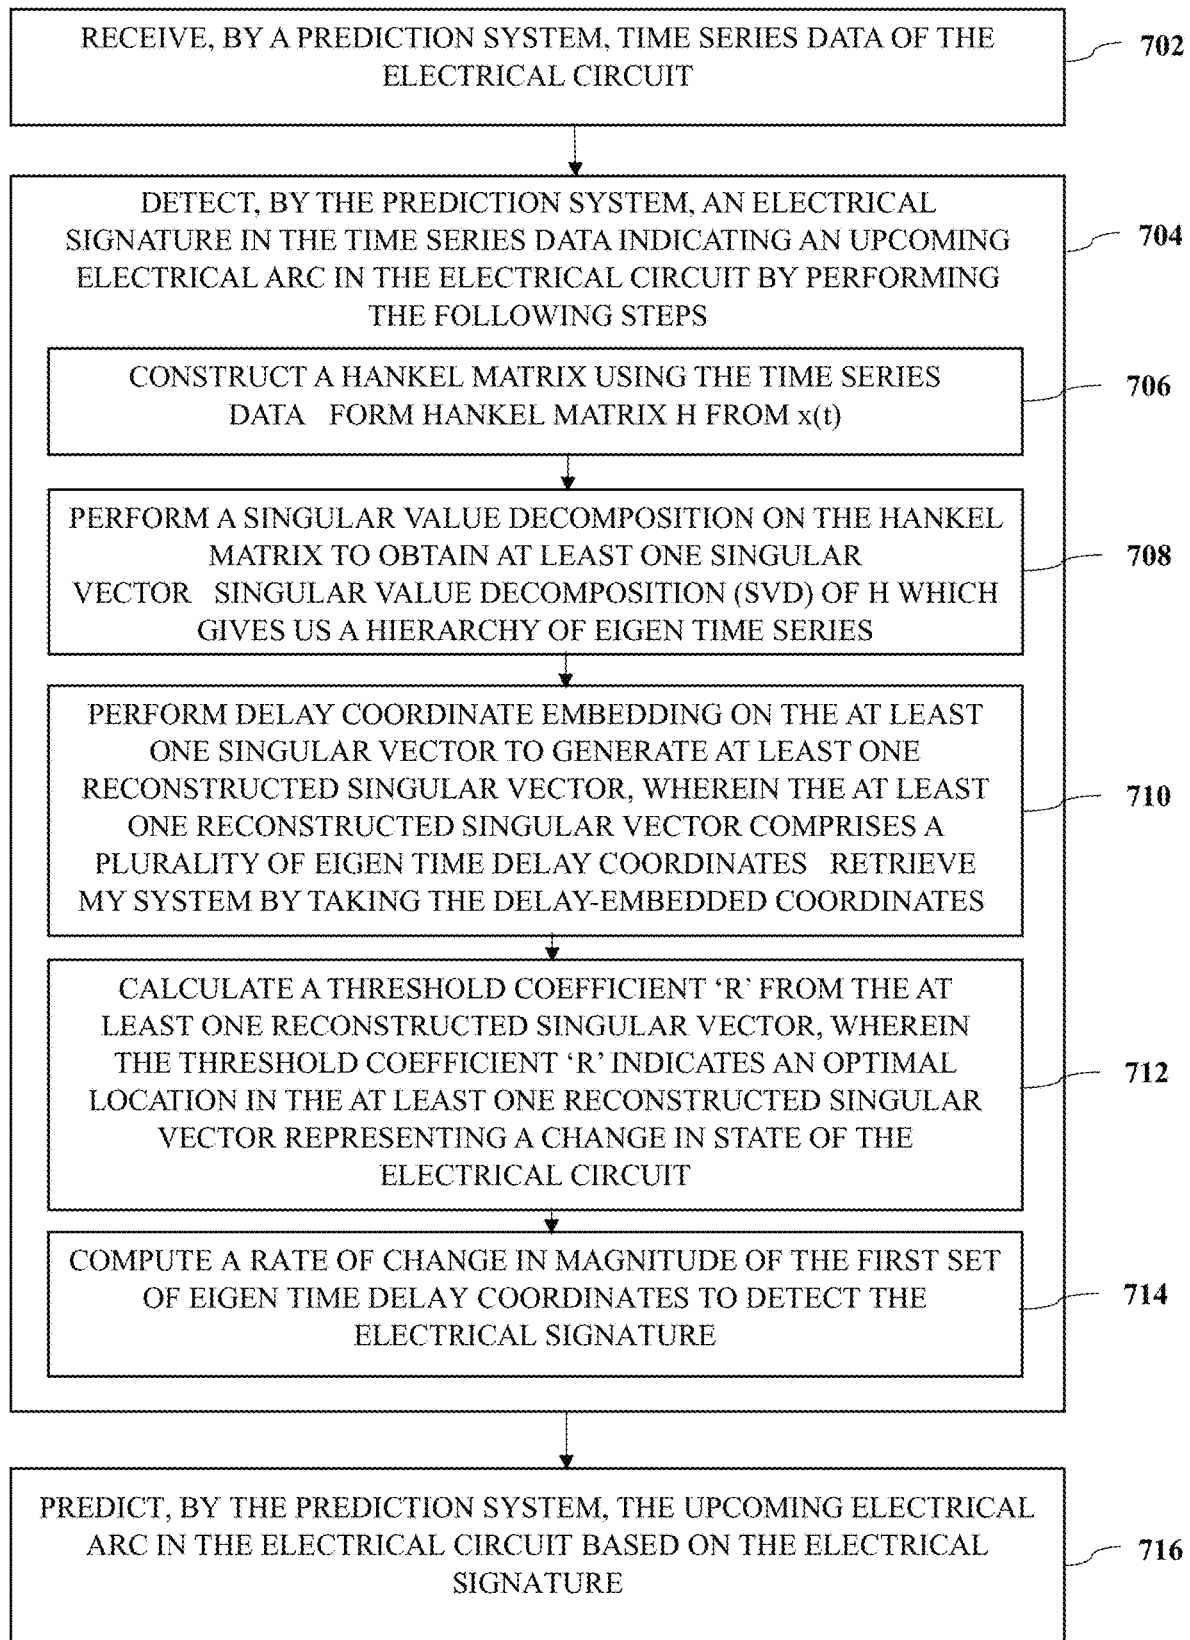 RECEIVE, BY A PREDICTION SYSTEM, TIME SERIES DATA OF THE
ELECTRICAL CIRCUIT
702
DETECT, BY THE PREDICTION SYSTEM, AN ELECTRICAL
SIGNATURE IN THE TIME SERIES DATA INDICATING AN UPCOMING
ELECTRICAL ARC IN THE ELECTRICAL CIRCUIT BY PERFORMING
THE FOLLOWING STEPS
704
CONSTRUCT A HANKEL MATRIX USING THE TIME SERIES
DATA FORM HANKEL MATRIX H FROM x(t)
706
PERFORM A SINGULAR VALUE DECOMPOSITION ON THE HANKEL
MATRIX TO OBTAIN AT LEAST ONE SINGULAR
VECTOR SINGULAR VALUE DECOMPOSITION (SVD) OF H WHICH
GIVES US A HIERARCHY OF EIGEN TIME SERIES
708
PERFORM DELAY COORDINATE EMBEDDING ON THE AT LEAST
ONE SINGULAR VECTOR TO GENERATE AT LEAST ONE
RECONSTRUCTED SINGULAR VECTOR, WHEREIN THE AT LEAST
ONE RECONSTRUCTED SINGULAR VECTOR COMPRISES A
PLURALITY OF EIGEN TIME DELAY COORDINATES RETRIEVE
MY SYSTEM BY TAKING THE DELAY-EMBEDDED COORDINATES
710
CALCULATE A THRESHOLD COEFFICIENT ‘R’ FROM THE AT
LEAST ONE RECONSTRUCTED SINGULAR VECTOR, WHEREIN
THE THRESHOLD COEFFICIENT ‘R’ INDICATES AN OPTIMAL
LOCATION IN THE AT LEAST ONE RECONSTRUCTED SINGULAR
VECTOR REPRESENTING A CHANGE IN STATE OF THE
ELECTRICAL CIRCUIT
712
COMPUTE A RATE OF CHANGE IN MAGNITUDE OF THE FIRST SET
OF EIGEN TIME DELAY COORDINATES TO DETECT THE
ELECTRICAL SIGNATURE
714
PREDICT, BY THE PREDICTION SYSTEM, THE UPCOMING ELECTRICAL
ARC IN THE ELECTRICAL CIRCUIT BASED ON THE ELECTRICAL
SIGNATURE
716